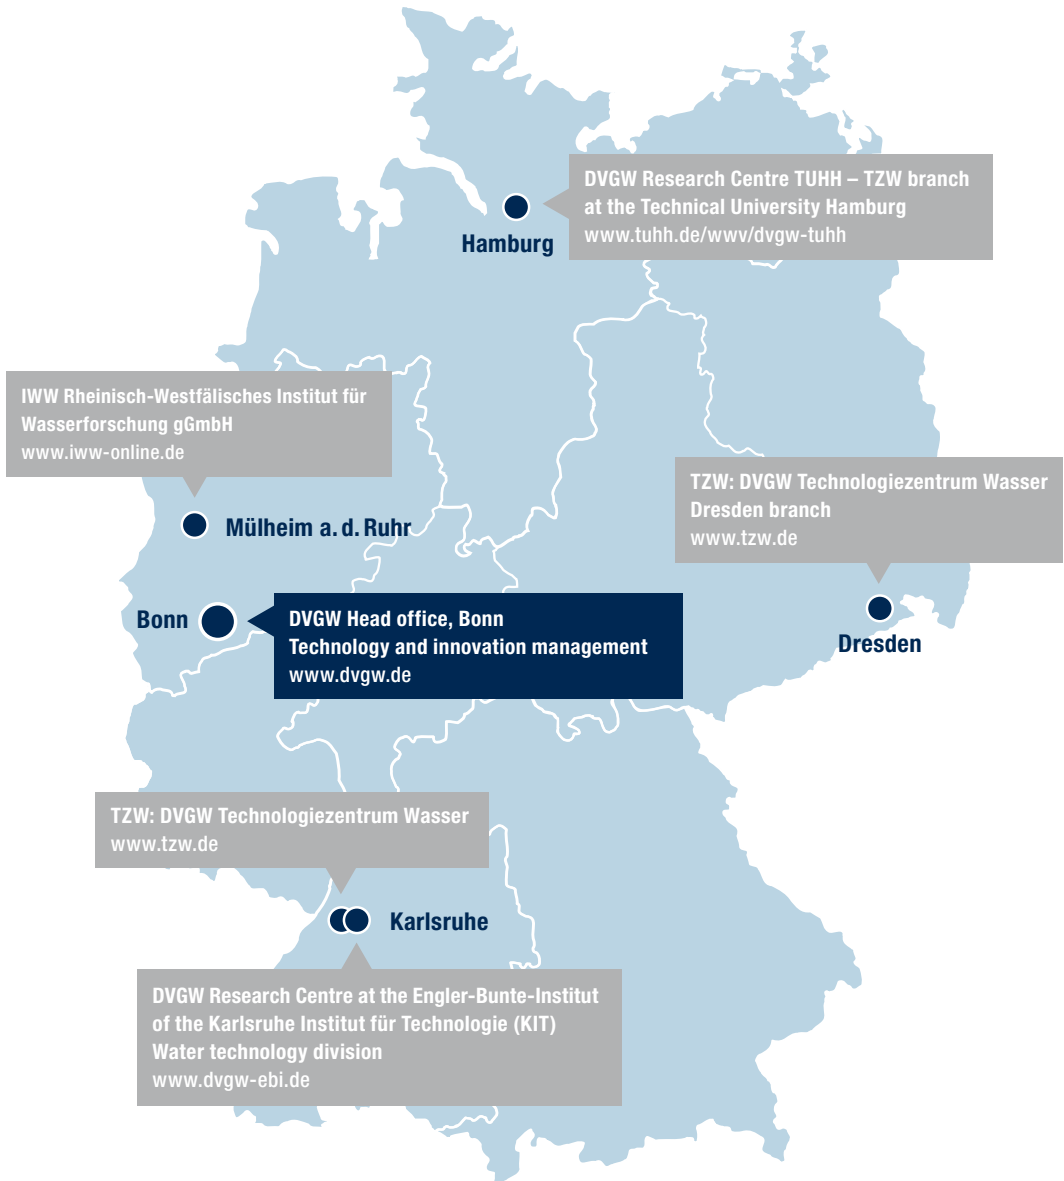 DVGW Research Centre TUHH – TZW branch
at the Technical University Hamburg
www.tuhh.de/wwv/dvgw-tuhh
Hamburg
IWW Rheinisch-Westfälisches Institut für
Wasserforschung gGmbH
www.iww-online.de
Mülheim a. d. Ruhr
TZW: DVGW Technologiezentrum Wasser
Dresden branch
www.tzw.de
Dresden
Bonn
DVGW Head office, Bonn
Technology and innovation management
www.dvgw.de
TZW: DVGW Technologiezentrum Wasser
www.tzw.de
Karlsruhe
DVGW Research Centre at the Engler-Bunte-Institut
of the Karlsruhe Institut für Technologie (KIT)
Water technology division
www.dvgw-ebi.de